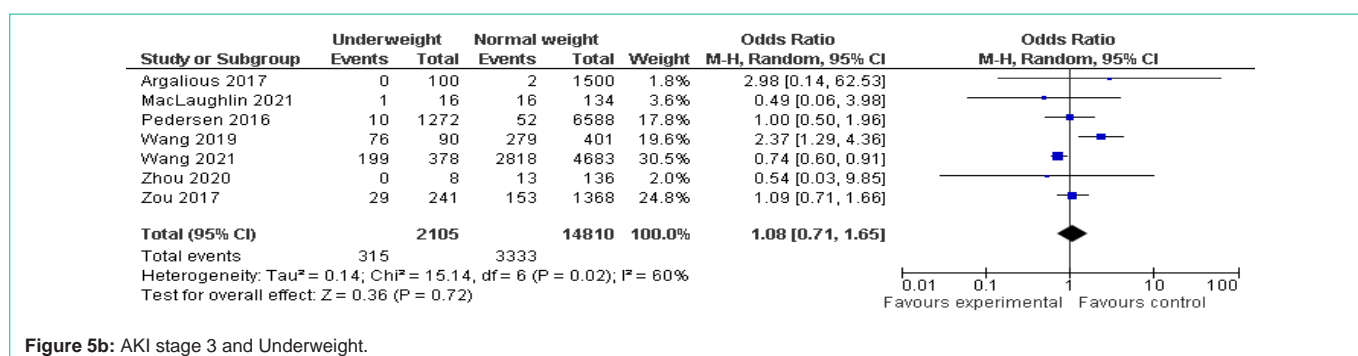 Underweight Normal weight Odds Ratio Odds Ratio
Study or Subgroup Events Total Events Total Weight M-H, Random, 95% CI M-H, Random, 95% CI
Argalious 2017 0 100 2 1500 1.8% 2.98 [0.14, 62.53]
MacLaughlin 2021 1 16 16 134 3.6% 0.49 [0.06, 3.98]
Pedersen 2016 10 1272 52 6588 17.8% 1.00 [0.50, 1.96]
Wang 2019 76 90 279 401 19.6% 2.37 [1.29, 4.36]
Wang 2021 199 378 2818 4683 30.5% 0.74 [0.60, 0.91]
Zhou 2020 0 8 13 136 2.0% 0.54 [0.03, 9.85]
Zou 2017 29 241 153 1368 24.8% 1.09 [0.71, 1.66]
Total (95% CI) 2105 14810 100.0% 1.08 [0.71, 1.65]
Total events 315 3333
Heterogeneity: Tau² = 0.14; Chi² = 15.14, df = 6 (P = 0.02); I² = 60%
Test for overall effect: Z = 0.36 (P = 0.72)
0.01 0.1 1 10 100
Favours experimental Favours control
Figure 5b: AKI stage 3 and Underweight.